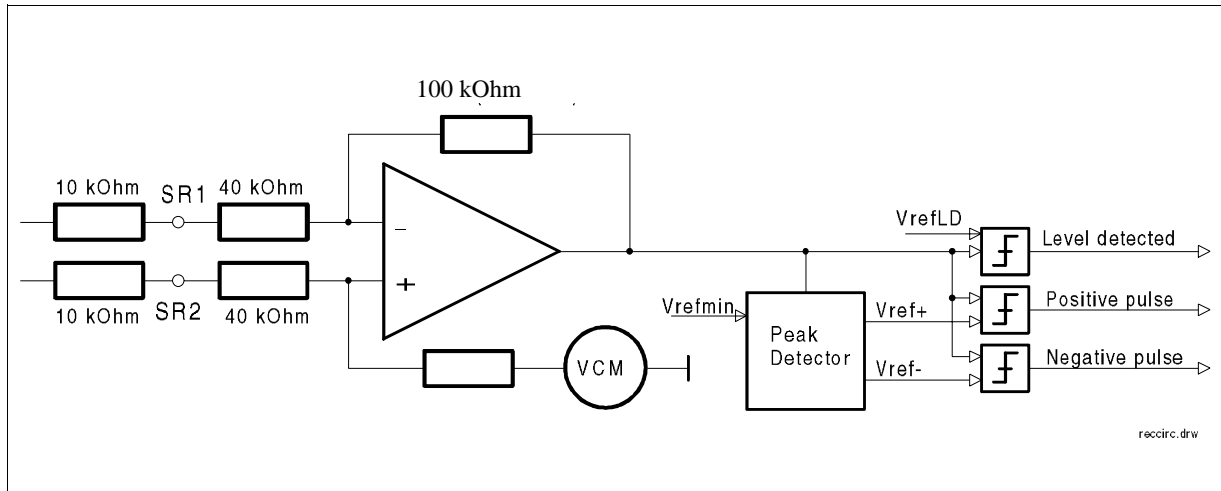 100 kOhm
10 kOhm
SR1
40 kOhm
10 kOhm
SR2
40 kOhm
−
+
VCM
VrefLD
Level detected
Vrefmin
Peak
Detector
Vref+
Vref-
Positive pulse
Negative pulse
reccirc.drw